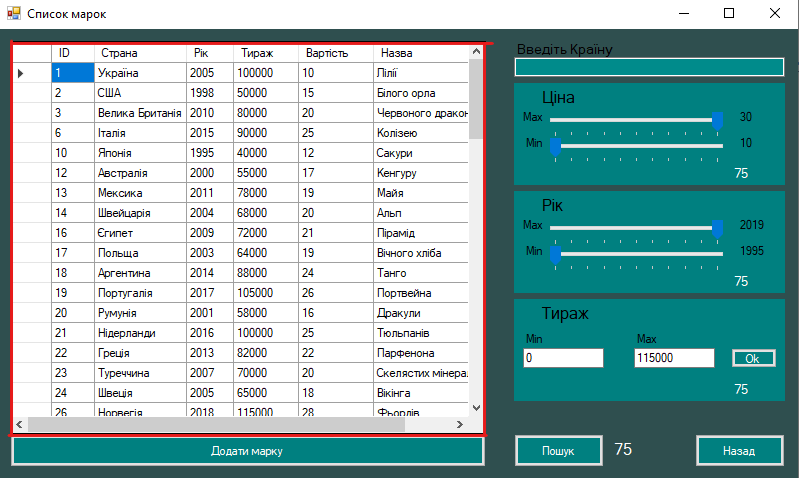 Список марок
ID Страна Рік Тираж Вартість Назва
1 Україна 2005 100000 10 Лілії
2 США 1998 50000 15 Білого орла
3 Велика Британія 2010 80000 20 Червоного дракон
6 Італія 2015 90000 25 Колізею
10 Японія 1995 40000 12 Сакури
12 Австралія 2000 55000 17 Кенгуру
13 Мексика 2011 78000 19 Майя
14 Швейцарія 2004 68000 20 Альп
16 Єгипет 2009 72000 21 Пірамід
17 Польща 2003 64000 19 Вічного хліба
18 Аргентина 2014 88000 24 Танго
19 Португалія 2017 105000 26 Портвейна
20 Румунія 2001 58000 16 Дракули
21 Нідерланди 2016 100000 25 Тюльпанів
22 Греція 2013 82000 22 Парфенона
23 Туреччина 2007 70000 20 Скелястих мінера
24 Швеція 2005 65000 18 Вікінга
26 Норвегія 2018 115000 28 Фьордів
Додати марку
Введіть Країну
Ціна
Max 30
Min 10
75
Рік
Max 2019
Min 1995
75
Тираж
Min Max
0 115000 Ok
75
Пошук 75 Назад